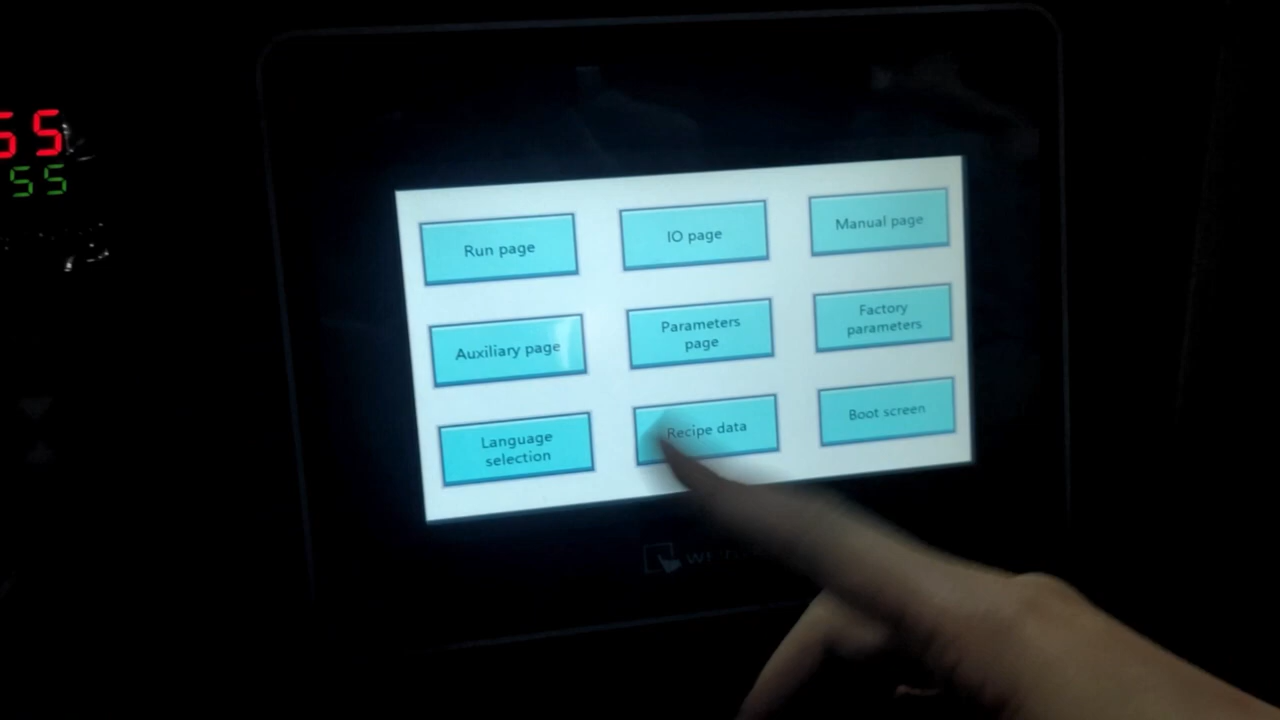 55
55
Run page
IO page
Manual page
Auxiliary page
Parameters
page
Factory
parameters
Language
selection
Recipe data
Boot screen